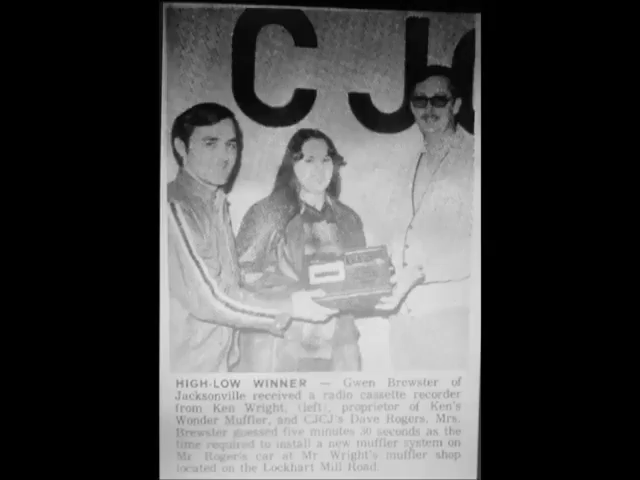 CJC
HIGH-LOW WINNER — Gwen Brewster of
Jacksonville received a radio cassette recorder
from Ken Wright, (left), proprietor of Ken's
Wonder Muffler, and CJCJ's Dave Rogers. Mrs.
Brewster guessed five minutes 30 seconds as the
time required to install a new muffler system on
Mr Roger's car at Mr Wright's muffler shop
located on the Lockhart Mill Road.